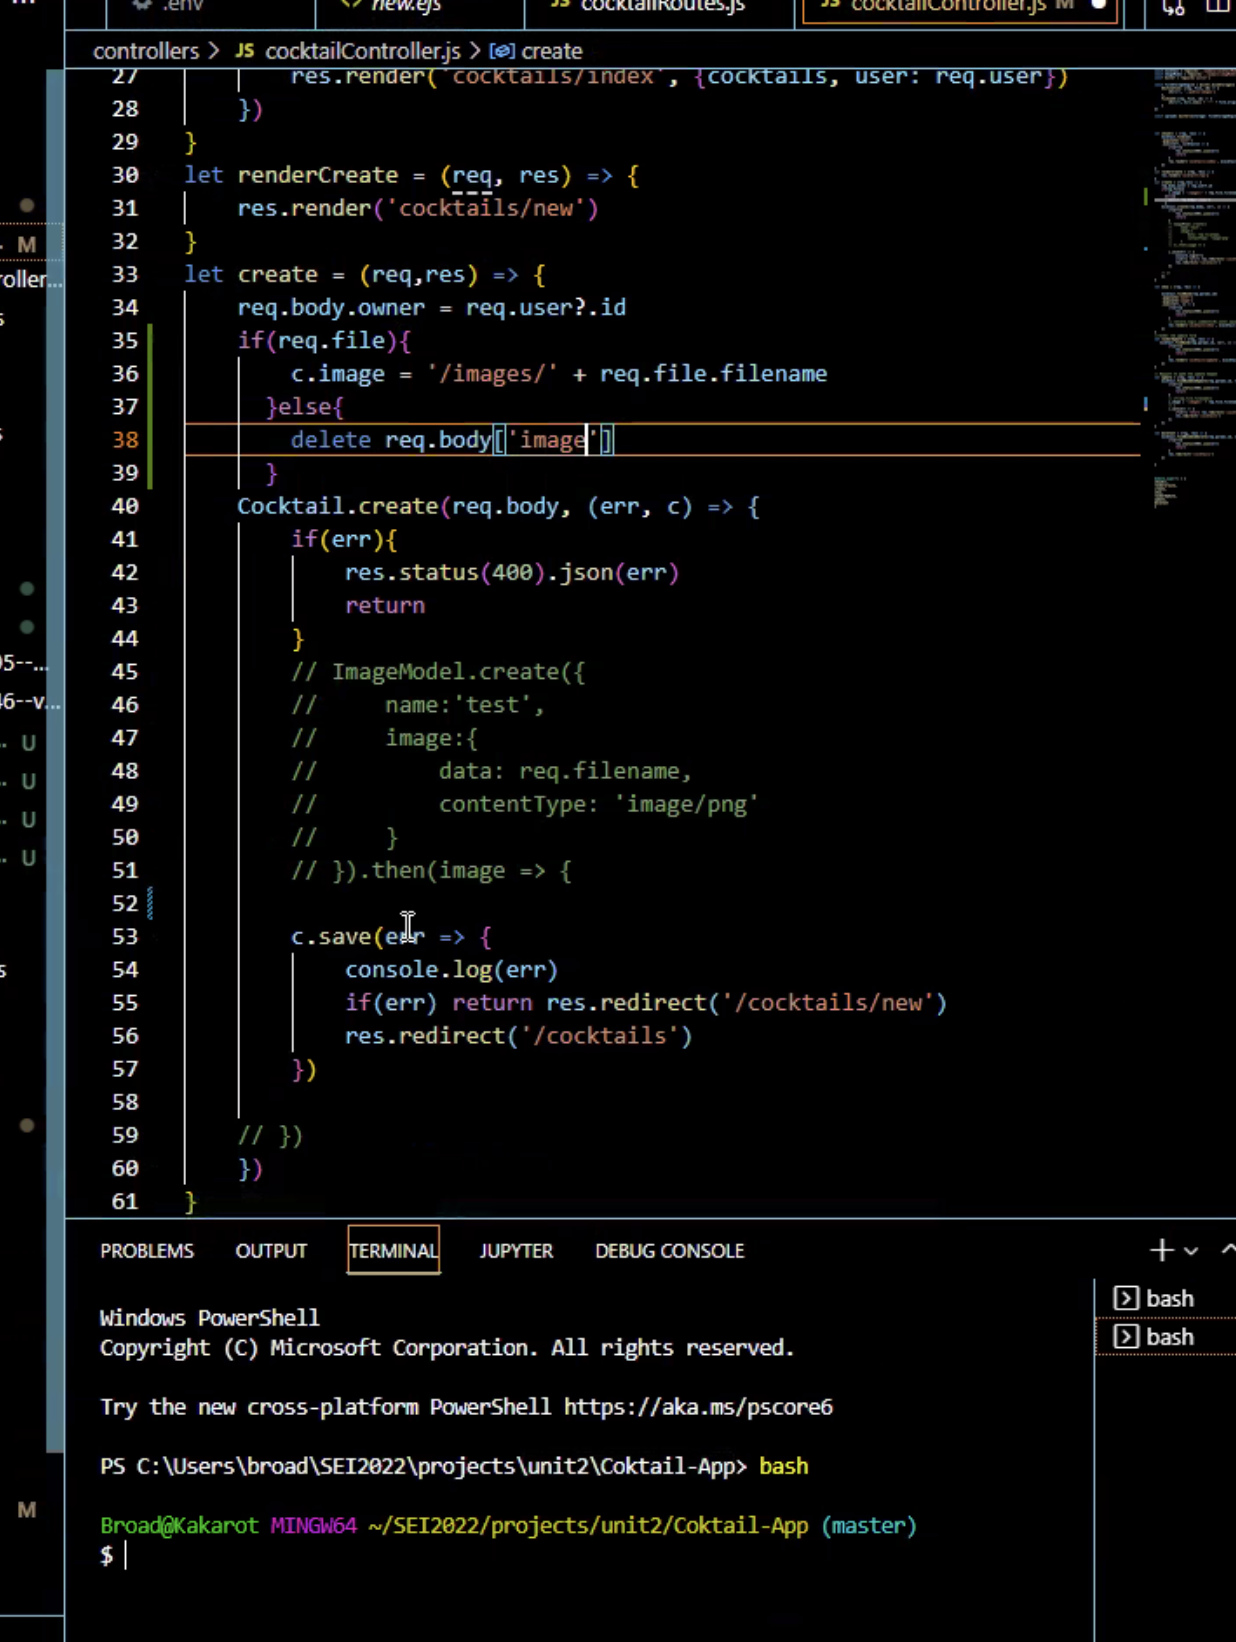 .env
new.ejs
JS cocktailRoutes.js
JS cocktailController.js M
controllers > JS cocktailController.js > create
27 res.render('cocktails/index', {cocktails, user: req.user})
28 })
29 }
30 let renderCreate = (req, res) => {
31 res.render('cocktails/new')
32 }
33 let create = (req,res) => {
34 req.body.owner = req.user?.id
35 if(req.file){
36 c.image = '/images/' + req.file.filename
37 }else{
38 delete req.body['image']
39 }
40 Cocktail.create(req.body, (err, c) => {
41 if(err){
42 res.status(400).json(err)
43 return
44 }
45 // ImageModel.create({
46 // name:'test',
47 // image:{
48 // data: req.filename,
49 // contentType: 'image/png'
50 // }
51 // }).then(image => {
52
53 c.save(err => {
54 console.log(err)
55 if(err) return res.redirect('/cocktails/new')
56 res.redirect('/cocktails')
57 })
58
59 // })
60 })
61 }
M
roller...
s
s
05--...
46--v...
U
U
U
U
s
M
PROBLEMS OUTPUT TERMINAL JUPYTER DEBUG CONSOLE
bash
bash
Windows PowerShell
Copyright (C) Microsoft Corporation. All rights reserved.
Try the new cross-platform PowerShell https://aka.ms/pscore6
PS C:\Users\broad\SEI2022\projects\unit2\Coktail-App> bash
Broad@Kakarot MINGW64 ~/SEI2022/projects/unit2/Coktail-App (master)
$